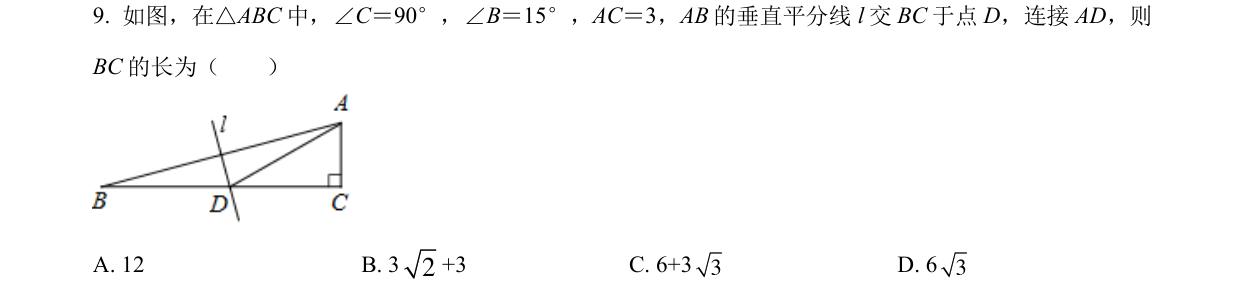 9. 如图，在△ABC中，∠C＝90°，∠B＝15°，AC＝3，AB的垂直平分线l交BC于点D，连接AD，则
BC的长为（　　）
A
l
B
D
C
A. 12 B. 3√2+3 C. 6+3√3 D. 6√3